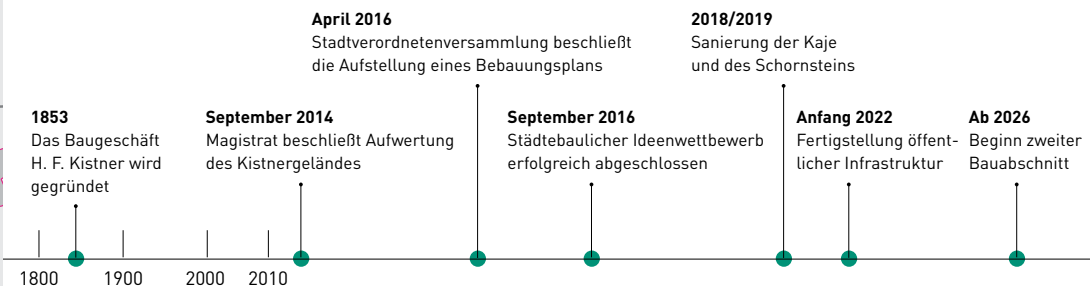 April 2016
Stadtverordnetenversammlung beschließt
die Aufstellung eines Bebauungsplans
2018/2019
Sanierung der Kaje
und des Schornsteins
1853
Das Baugeschäft
H. F. Kistner wird
gegründet
September 2014
Magistrat beschließt Aufwertung
des Kistnergeländes
September 2016
Städtebaulicher Ideenwettbewerb
erfolgreich abgeschlossen
Anfang 2022
Fertigstellung öffent-
licher Infrastruktur
Ab 2026
Beginn zweiter
Bauabschnitt
1800 1900 2000 2010